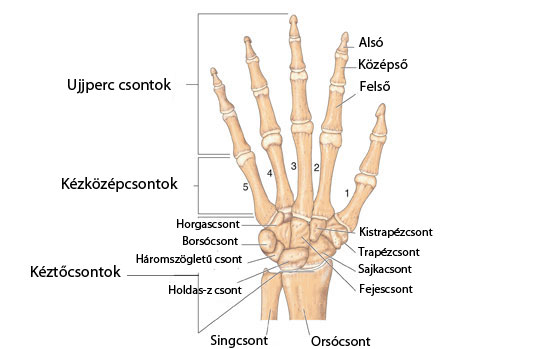 Ujjperc csontok
Alsó
Középső
Felső
Kézközépcsontok
5
4
3
2
1
Horgascsont
Borsócsont
Háromszögletű csont
Kéztőcsontok
Holdas-z csont
Kistrapézcsont
Trapézcsont
Sajkacsont
Fejescsont
Singcsont
Orsócsont